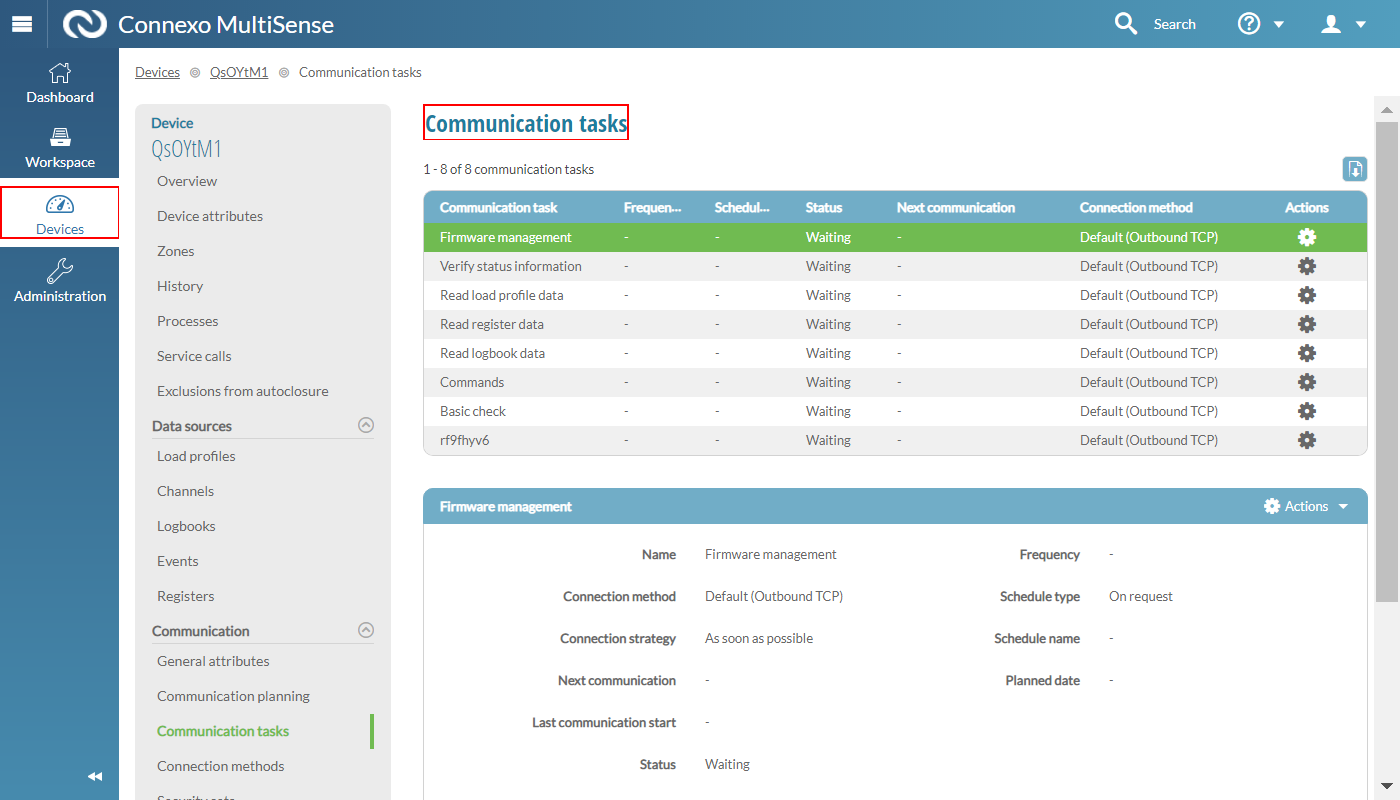 Connexo MultiSense
Search
Dashboard
Workspace
Devices
Administration
Devices QsOYtM1 Communication tasks
Device
QsOYtM1
Overview
Device attributes
Zones
History
Processes
Service calls
Exclusions from autoclosure
Data sources
Load profiles
Channels
Logbooks
Events
Registers
Communication
General attributes
Communication planning
Communication tasks
Connection methods
Communication tasks
1 - 8 of 8 communication tasks
Communication task Frequen... Schedul... Status Next communication Connection method Actions
Firmware management - - Waiting - Default (Outbound TCP)
Verify status information - - Waiting - Default (Outbound TCP)
Read load profile data - - Waiting - Default (Outbound TCP)
Read register data - - Waiting - Default (Outbound TCP)
Read logbook data - - Waiting - Default (Outbound TCP)
Commands - - Waiting - Default (Outbound TCP)
Basic check - - Waiting - Default (Outbound TCP)
rf9fhyv6 - - Waiting - Default (Outbound TCP)
Firmware management Actions
Name Firmware management Frequency -
Connection method Default (Outbound TCP) Schedule type On request
Connection strategy As soon as possible Schedule name -
Next communication - Planned date -
Last communication start -
Status Waiting